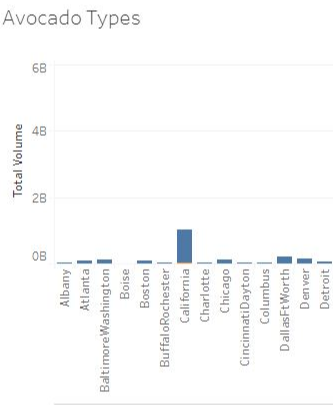 Avocado Types
6B
4B
2B
0B
Total Volume
Albany
Atlanta
BaltimoreWashington
Boise
Boston
BuffaloRochester
California
Charlotte
Chicago
CincinnatiDayton
Columbus
DallasFtWorth
Denver
Detroit